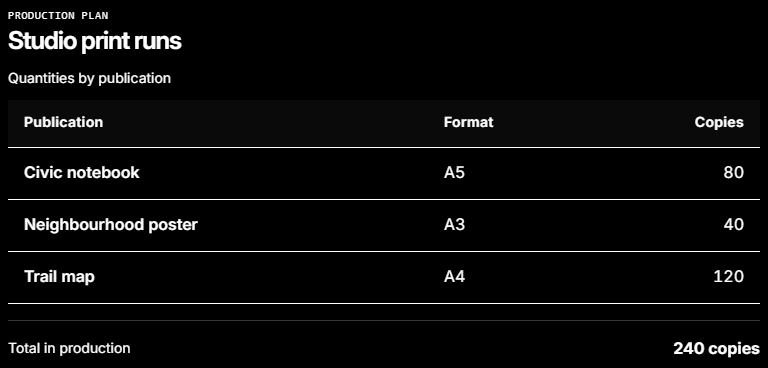 PRODUCTION PLAN
Studio print runs
Quantities by publication
Publication Format Copies
Civic notebook A5 80
Neighbourhood poster A3 40
Trail map A4 120
Total in production 240 copies